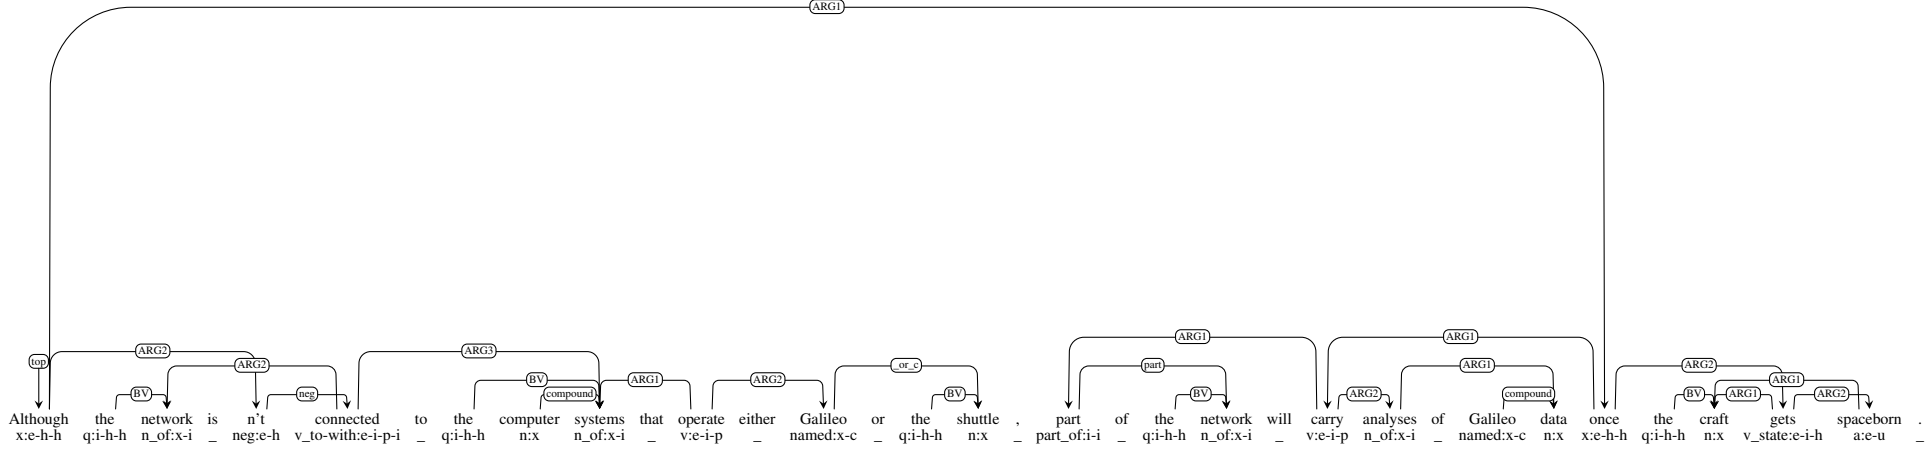 ARG1
ARG1 ARG1
top ARG2 ARG3
ARG2 _or_c part ARG1 ARG2
BV ARG1 ARG2 ARG1
BV neg compound BV BV ARG2 compound BV ARG1 ARG2
Although the network is n't connected to the computer systems that operate either Galileo or the shuttle , part of the network will carry analyses of Galileo data once the craft gets spaceborn .
x:e-h-h q:i-h-h n_of:x-i _ neg:e-h v_to-with:e-i-p-i _ q:i-h-h n:x n_of:x-i _ v:e-i-p _ named:x-c _ q:i-h-h n:x _ part_of:i-i _ q:i-h-h n_of:x-i _ v:e-i-p n_of:x-i _ named:x-c n:x x:e-h-h q:i-h-h n:x v_state:e-i-h a:e-u _